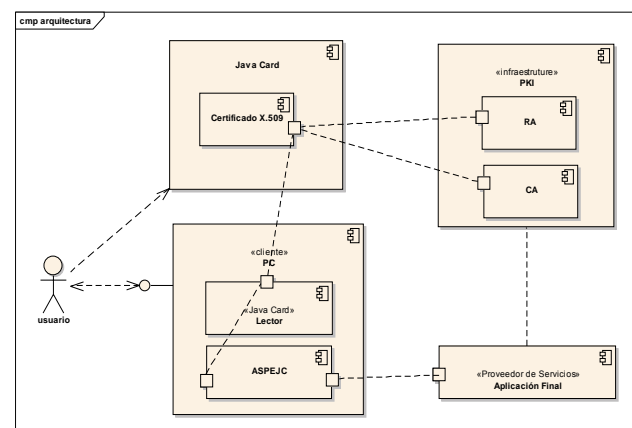 cmp arquitectura
Java Card
Certificado X.509
«infraestruture»
PKI
RA
CA
usuario
«cliente»
PC
«Java Card»
Lector
ASPEJC
«Proveedor de Servicios»
Aplicación Final